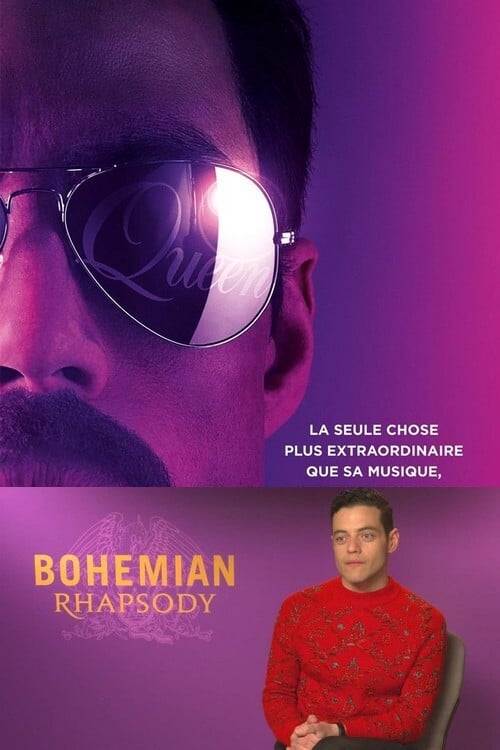 Queen
LA SEULE CHOSE
PLUS EXTRAORDINAIRE
QUE SA MUSIQUE,
BOHEMIAN
RHAPSODY